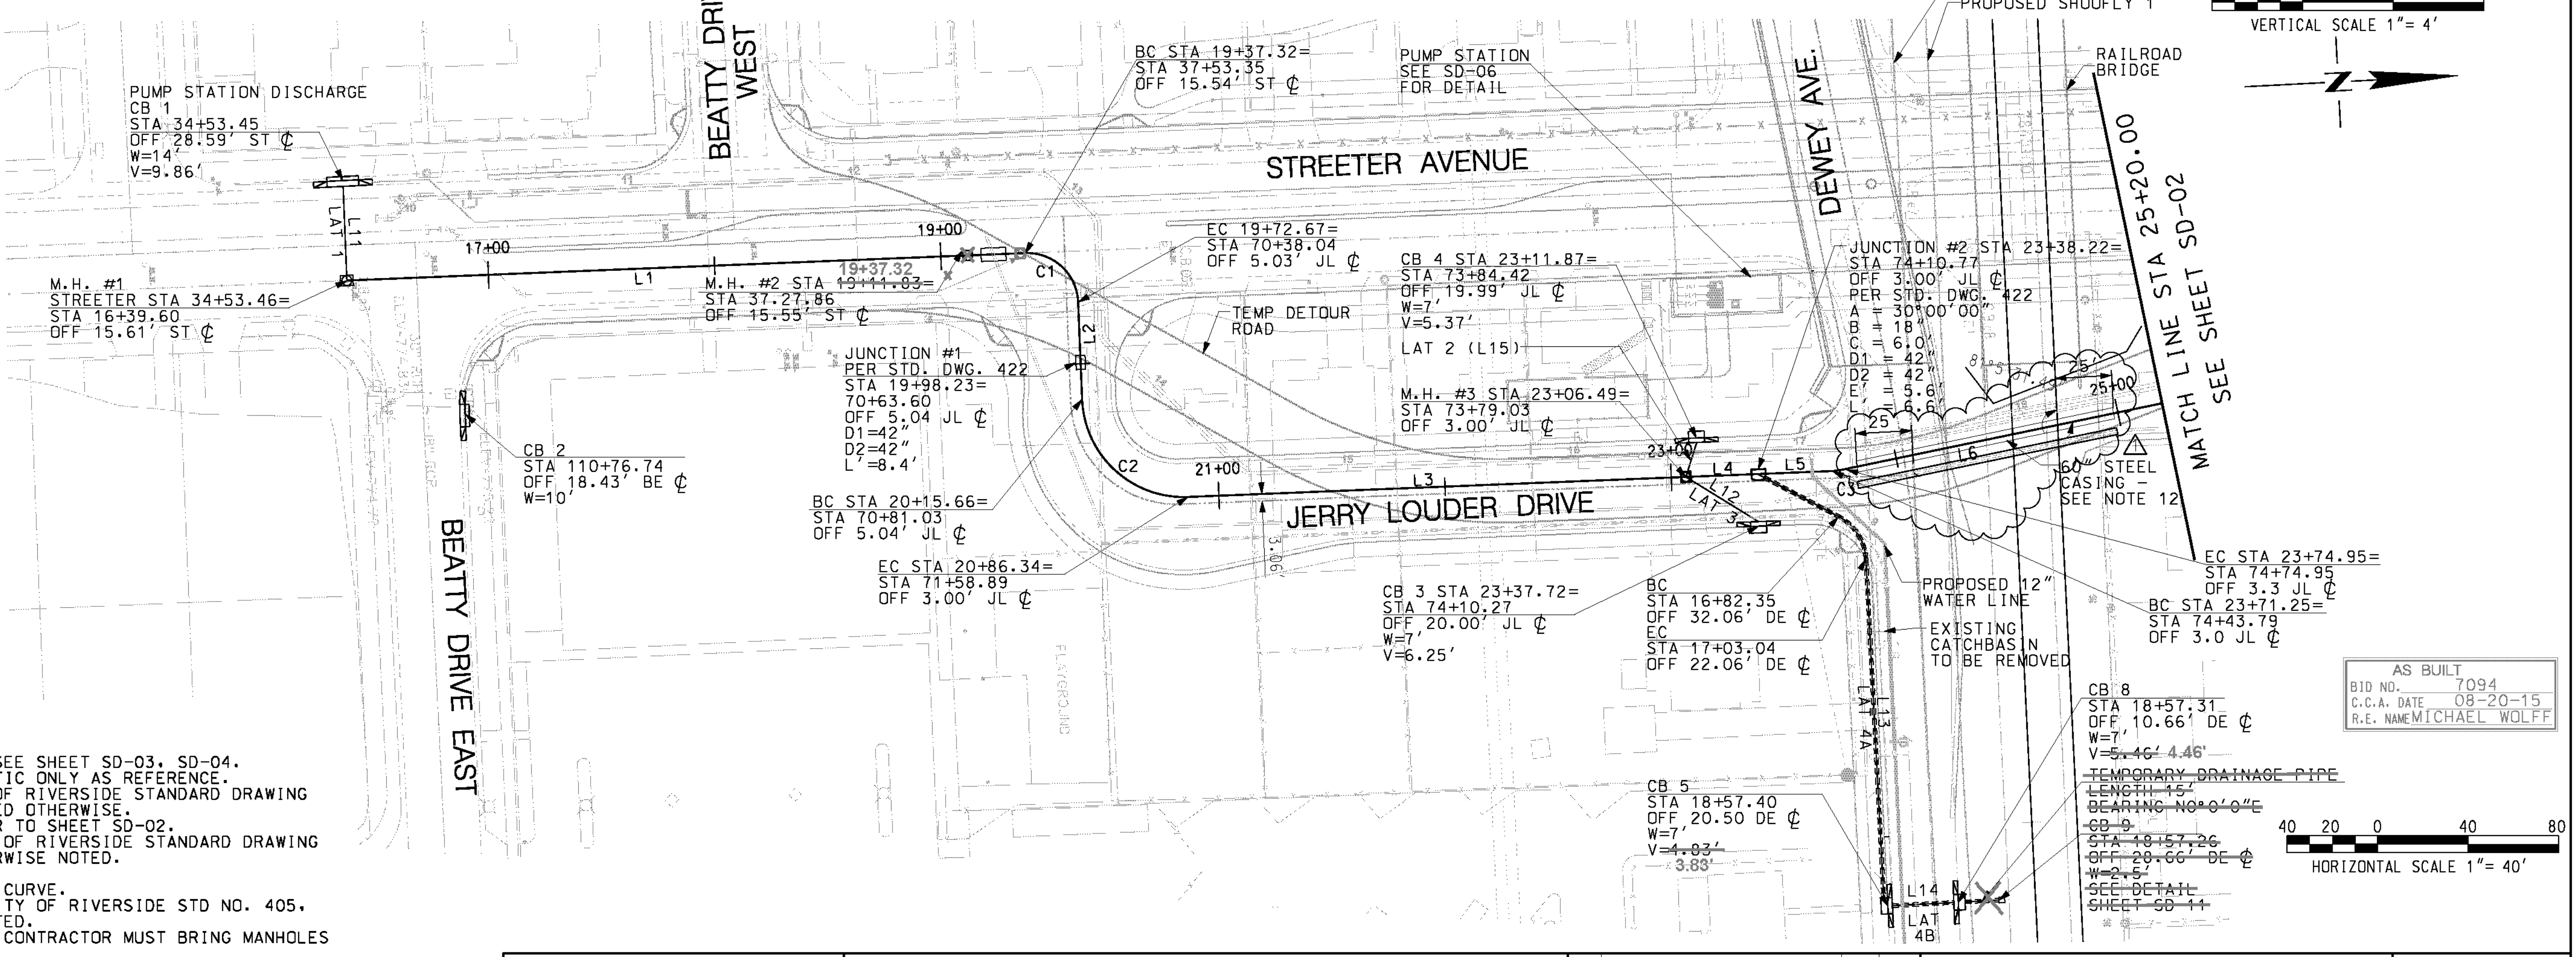 PROPOSED SHOOFLY 1
VERTICAL SCALE 1"= 4'
Z
BEATTY DRI
WEST
PUMP STATION DISCHARGE
CB 1
STA 34+53.45
OFF 28.59' ST ℄
W=14'
V=9.86'
LAT 1
L11
M.H. #1
STREETER STA 34+53.46=
STA 16+39.60
OFF 15.61' ST ℄
17+00
L1
19+00
M.H. #2 STA 19+11.83=
19+37.32
STA 37.27.86
OFF 15.55' ST ℄
BC STA 19+37.32=
STA 37+53.35
OFF 15.54' ST ℄
PUMP STATION
SEE SD-06
FOR DETAIL
STREETER AVENUE
DEWEY AVE.
RAILROAD
BRIDGE
MATCH LINE STA 25+20.00
SEE SHEET SD-02
EC 19+72.67=
STA 70+38.04
OFF 5.03' JL ℄
C1
L2
TEMP DETOUR
ROAD
CB 4 STA 23+11.87=
STA 73+84.42
OFF 19.99' JL ℄
W=7'
V=5.37'
LAT 2 (L15)
M.H. #3 STA 23+06.49=
STA 73+79.03
OFF 3.00' JL ℄
JUNCTION #2 STA 23+38.22=
STA 74+10.77
OFF 3.00' JL ℄
PER STD. DWG. 422
A = 30°00'00"
B = 18"
C = 6.0'
D1 = 42"
D2 = 42"
E' = 5.6'
L' = 6.6'
JUNCTION #1
PER STD. DWG. 422
STA 19+98.23=
70+63.60
OFF 5.04 JL ℄
D1=42"
D2=42"
L'=8.4'
CB 2
STA 110+76.74
OFF 18.43' BE ℄
W=10'
BC STA 20+15.66=
STA 70+81.03
OFF 5.04' JL ℄
EC STA 20+86.34=
STA 71+58.89
OFF 3.00' JL ℄
C2
21+00
L3
23+00
L4
L5
25
25'
25+00
L6
C3
L12
LAT 3
3.06'
JERRY LOUDER DRIVE
60" STEEL
CASING -
SEE NOTE 12
BEATTY DRIVE EAST
PLAYGROUND
CB 3 STA 23+37.72=
STA 74+10.27
OFF 20.00' JL ℄
W=7'
V=6.25'
BC
STA 16+82.35
OFF 32.06' DE ℄
EC
STA 17+03.04
OFF 22.06' DE ℄
PROPOSED 12"
WATER LINE
EXISTING
CATCHBASIN
TO BE REMOVED
EC STA 23+74.95=
STA 74+74.95
OFF 3.3 JL ℄
BC STA 23+71.25=
STA 74+43.79
OFF 3.0 JL ℄
AS BUILT
BID NO. 7094
C.C.A. DATE 08-20-15
R.E. NAME MICHAEL WOLFF
LAT 4A
L13
CB 8
STA 18+57.31
OFF 10.66' DE ℄
W=7'
V=5.46' 4.46'
TEMPORARY DRAINAGE PIPE
LENGTH 15'
BEARING N0°0'0"E
CB 9
STA 18+57.26
OFF 28.66' DE ℄
W=2.5'
SEE DETAIL
SHEET SD-11
CB 5
STA 18+57.40
OFF 20.50 DE ℄
W=7'
V=4.83'
3.83'
L14
LAT
4B
40 20 0 40 80
HORIZONTAL SCALE 1"= 40'
SEE SHEET SD-03, SD-04.
TIC ONLY AS REFERENCE.
OF RIVERSIDE STANDARD DRAWING
ED OTHERWISE.
R TO SHEET SD-02.
OF RIVERSIDE STANDARD DRAWING
RWISE NOTED.
CURVE.
TY OF RIVERSIDE STD NO. 405,
TED.
CONTRACTOR MUST BRING MANHOLES